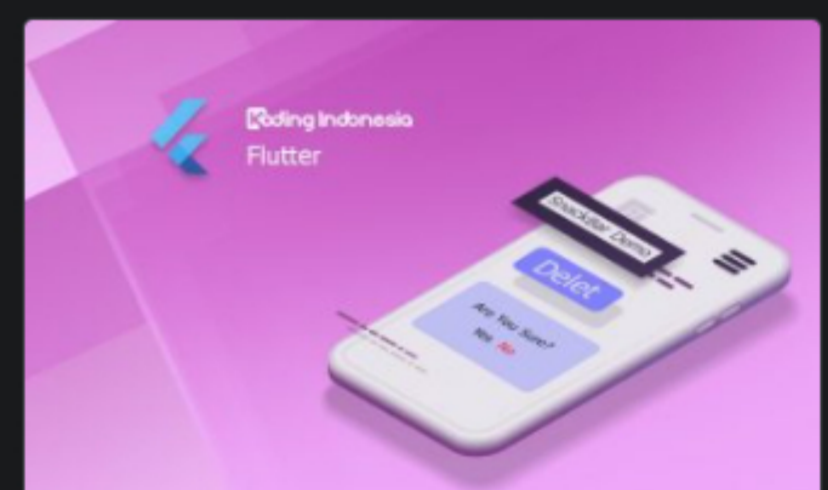 Koding Indonesia
Flutter
SnackBar Demo
Delet
Are You Sure?
Yes No